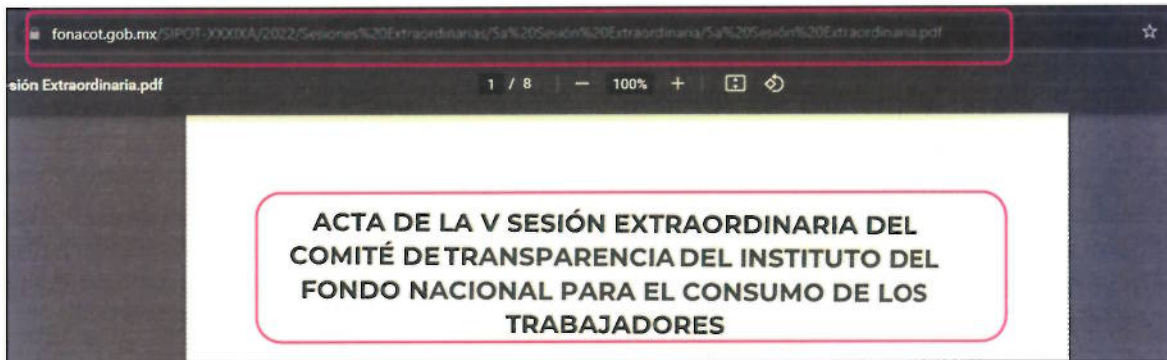 fonacot.gob.mx/SIPOT-XXXIXA/2022/Sesiones%20Extraordinarias/5a%20Sesión%20Extraordinaria/5a%20Sesión%20Extraordinaria.pdf
sión Extraordinaria.pdf 1 / 8 — 100% +
ACTA DE LA V SESIÓN EXTRAORDINARIA DEL
COMITÉ DE TRANSPARENCIA DEL INSTITUTO DEL
FONDO NACIONAL PARA EL CONSUMO DE LOS
TRABAJADORES